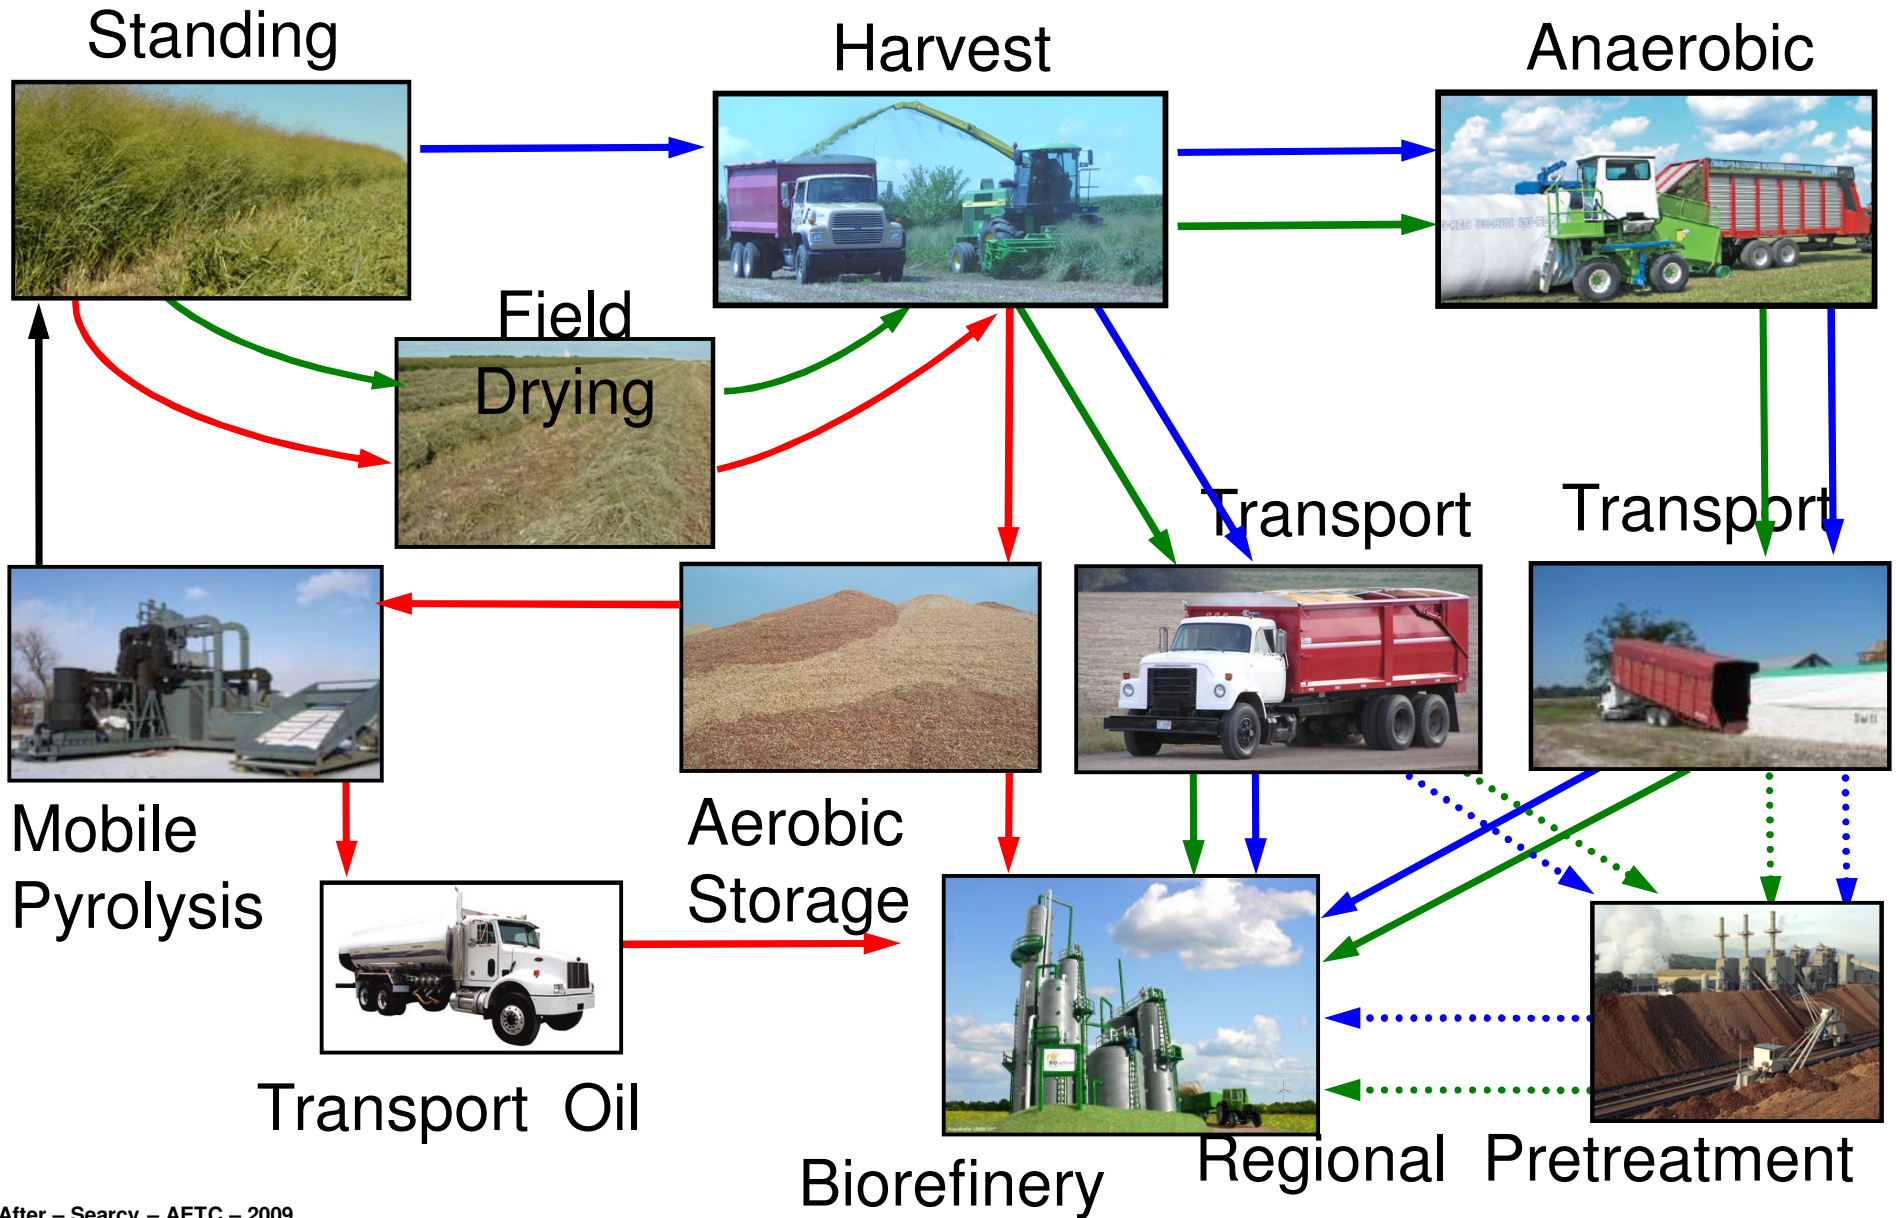 Standing
Harvest
Anaerobic
Field
Drying
Transport
Transport
Mobile
Pyrolysis
Aerobic
Storage
Transport Oil
Biorefinery
Regional Pretreatment
After – Searcy – AETC – 2009